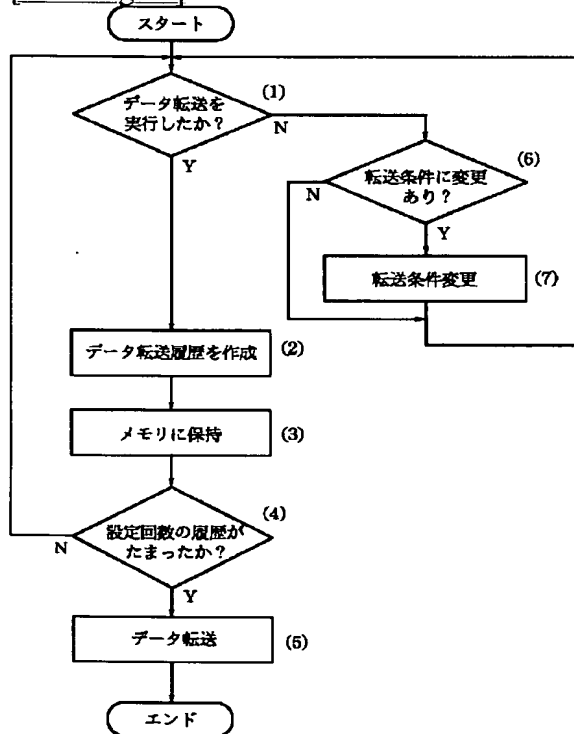 スタート
データ転送を
実行したか？
(1)
N
Y
転送条件に変更
あり？
(6)
N
Y
転送条件変更
(7)
データ転送履歴を作成
(2)
メモリに保持
(3)
設定回数の履歴が
たまったか？
(4)
N
Y
データ転送
(5)
エンド